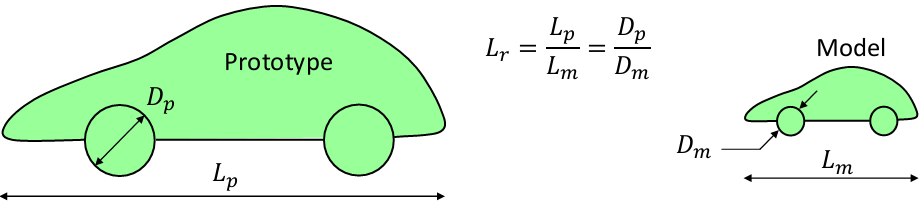 Prototype
D_p
L_p
L_r = L_p/L_m = D_p/D_m
Model
D_m
L_m